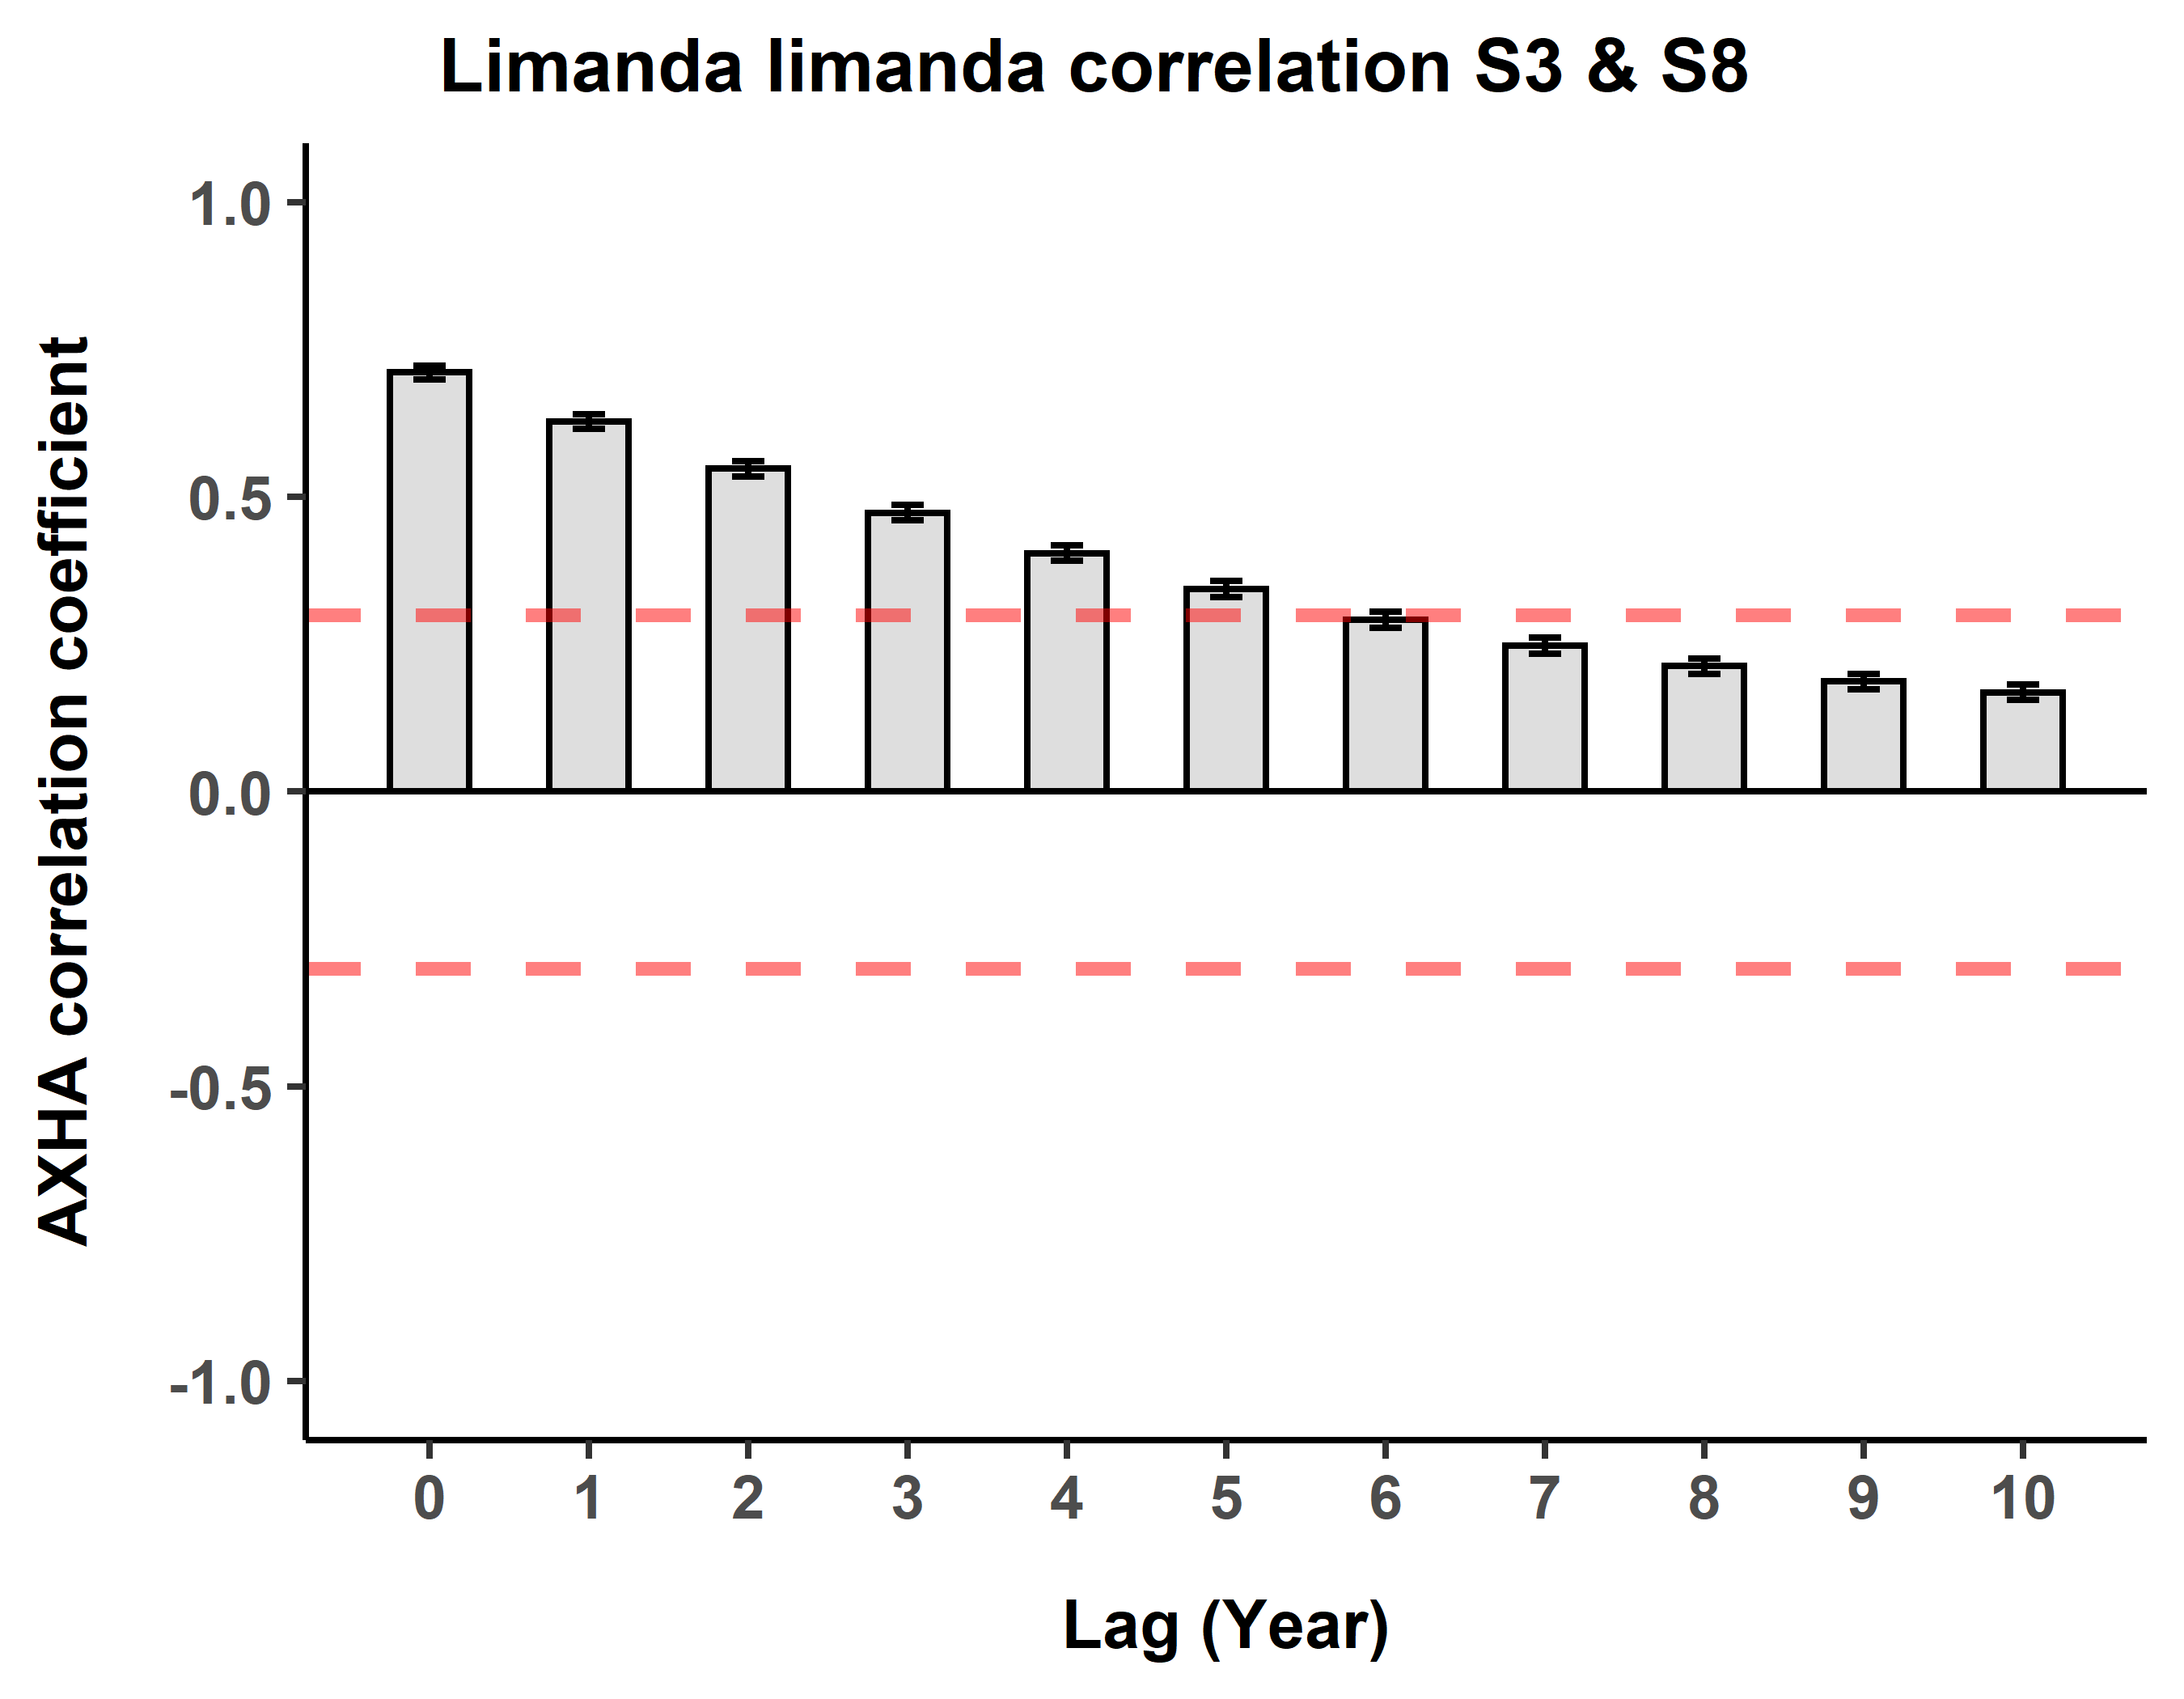 Limanda limanda correlation S3 & S8
AXHA correlation coefficient
1.0
0.5
0.0
-0.5
-1.0
0 1 2 3 4 5 6 7 8 9 10
Lag (Year)